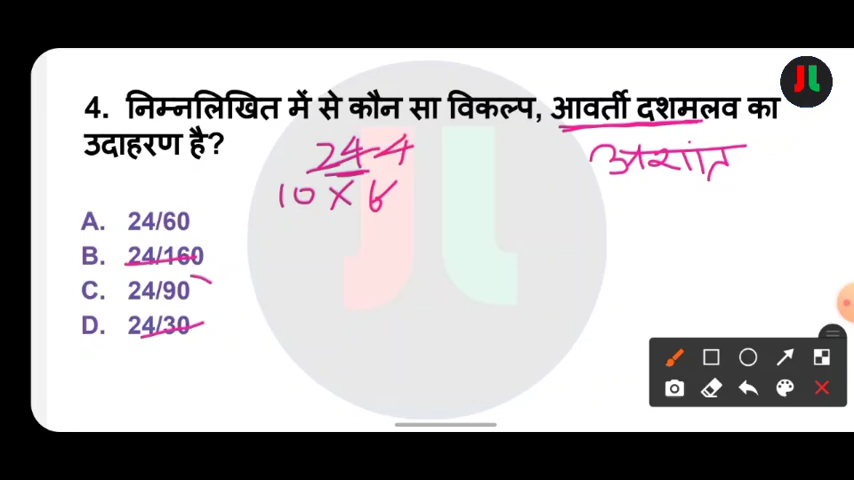 JL
4. निम्नलिखित में से कौन सा विकल्प, आवर्ती दशमलव का
उदाहरण है?
24 4
10 × 6
अशांत
A. 24/60
B. 24/160
C. 24/90
D. 24/30